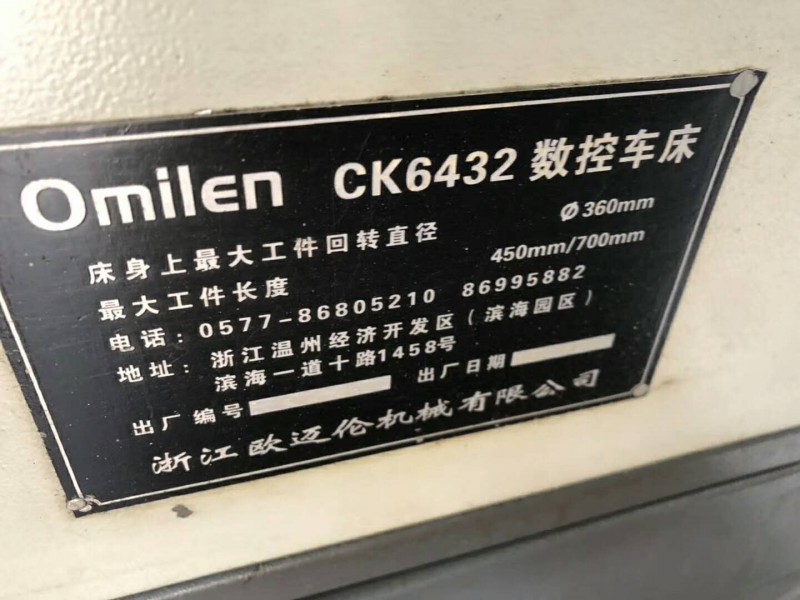 Omilen CK6432 数控车床
床身上最大工件回转直径 Ø360mm
最大工件长度 450mm/700mm
电话：0577-86805210 86995882
地址：浙江温州经济开发区（滨海园区）
滨海一道十路1458号
出厂编号 出厂日期
浙江欧迈伦机械有限公司